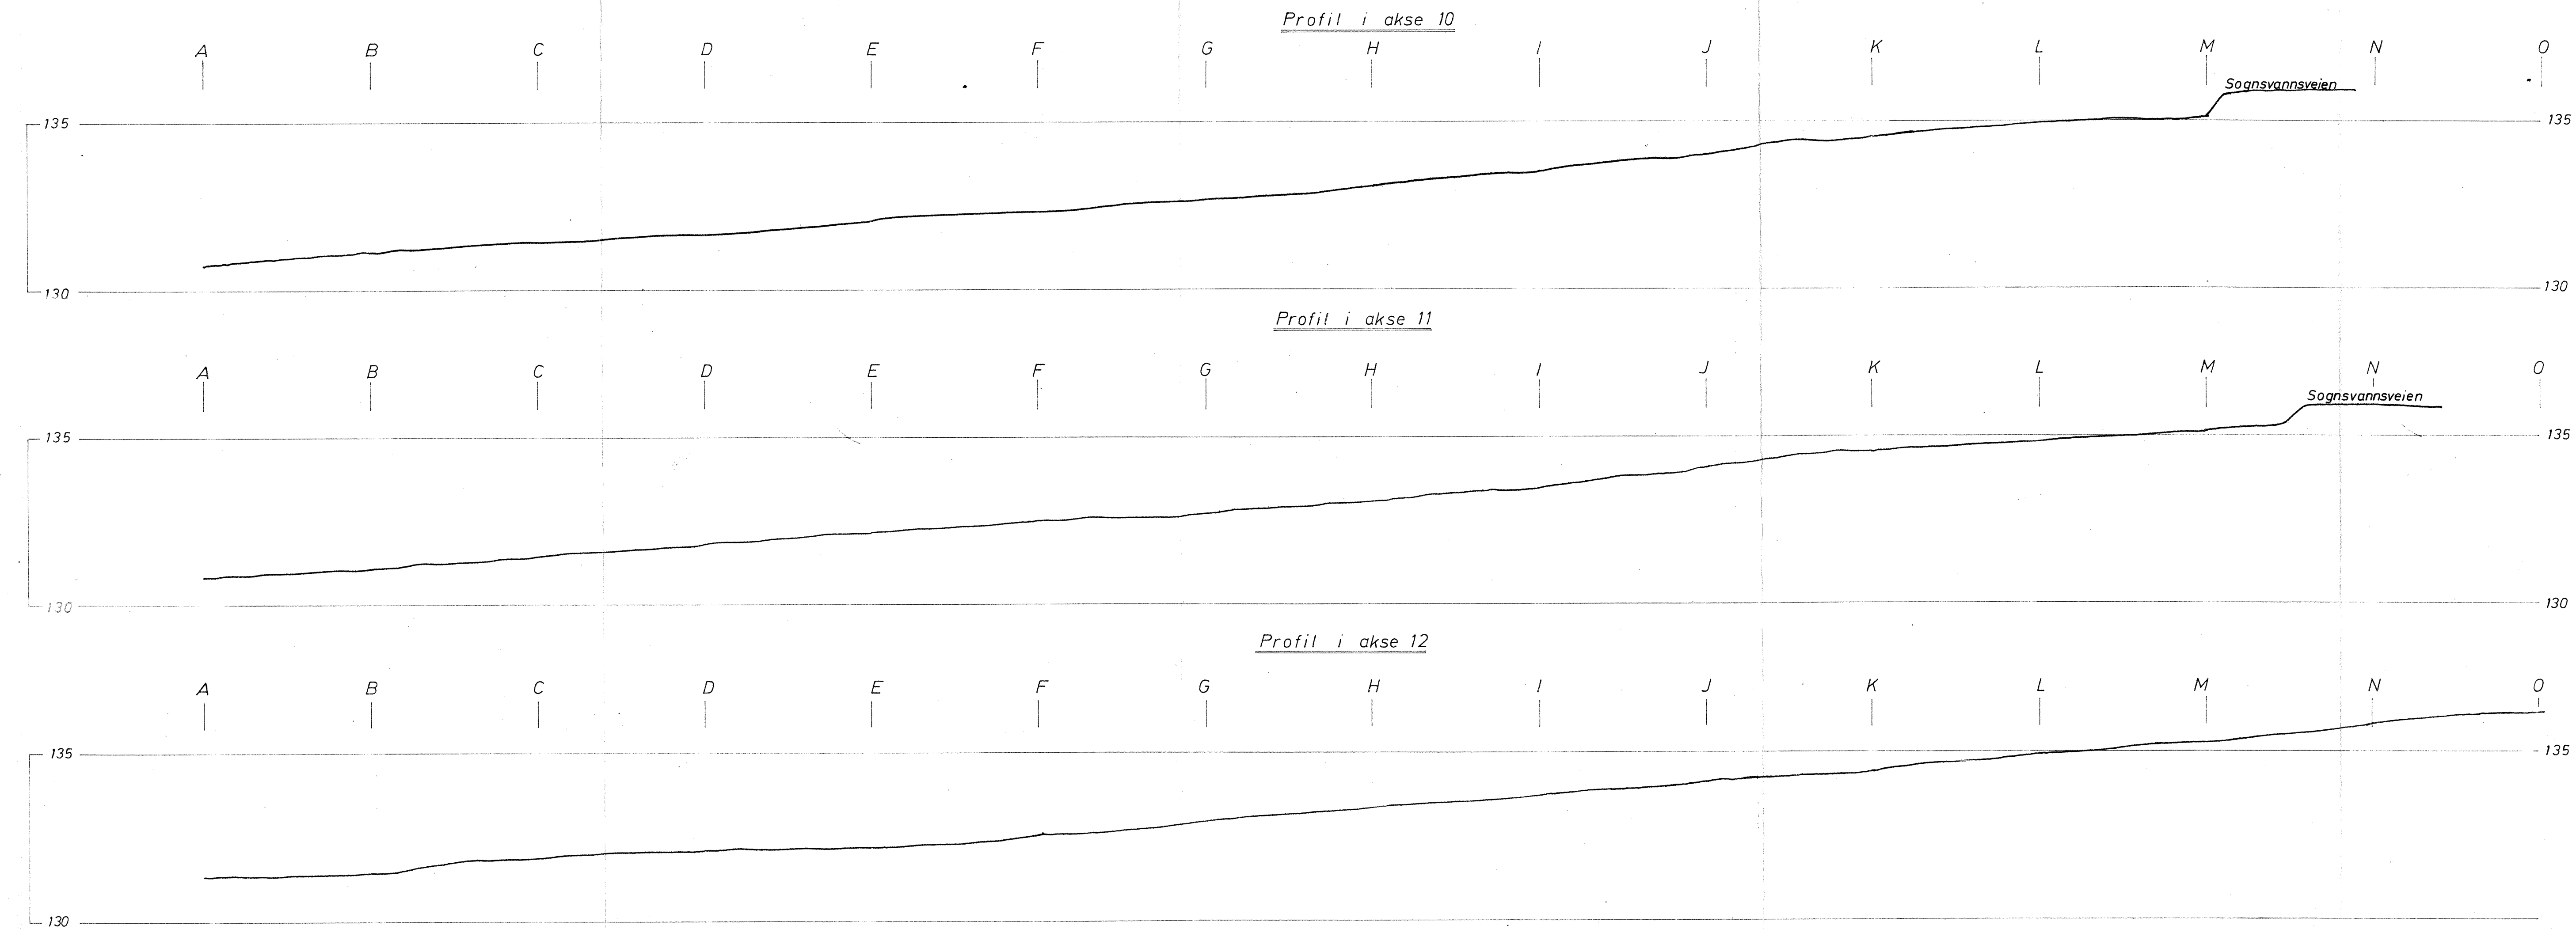 Profil i akse 10
A B C D E F G H I J K L M N O
Sognsvannsveien
135 135
130 130
Profil i akse 11
A B C D E F G H I J K L M N O
Sognsvannsveien
135 135
130 130
Profil i akse 12
A B C D E F G H I J K L M N O
135 135
130